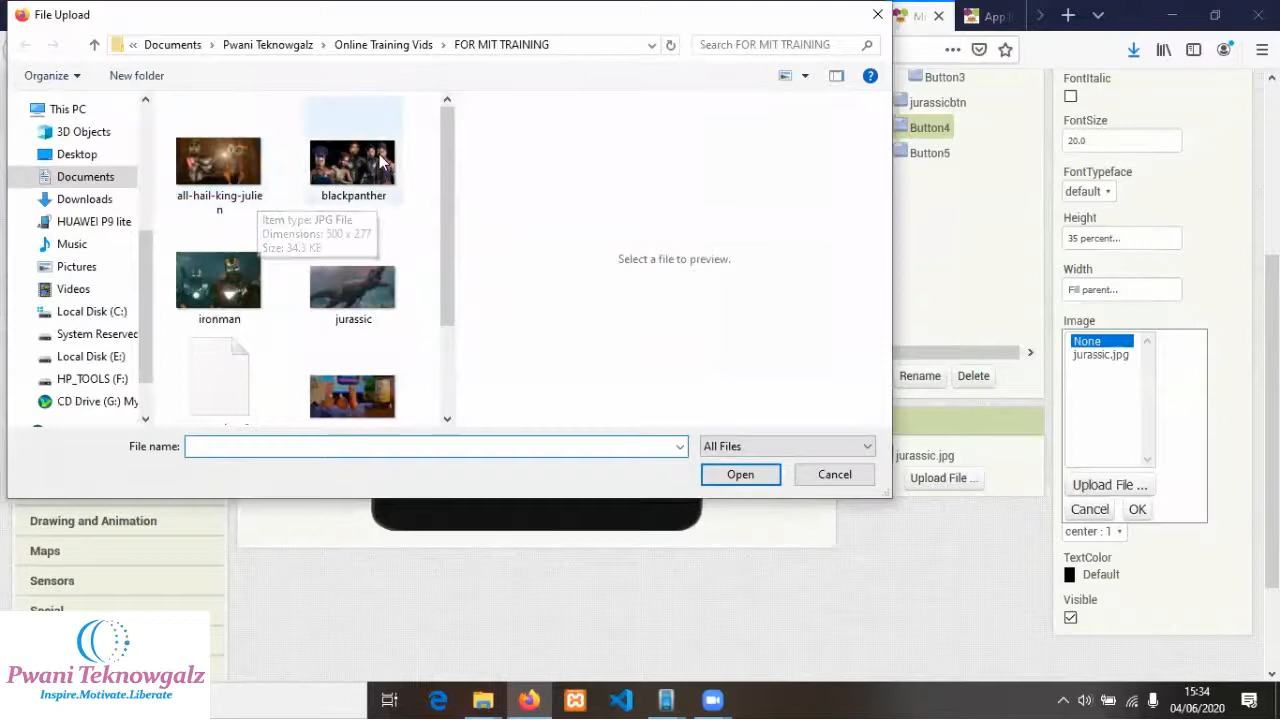 File Upload
Mi
App I
« Documents > Pwani Teknowgalz > Online Training Vids > FOR MIT TRAINING
Search FOR MIT TRAINING
Organize
New folder
This PC
3D Objects
Desktop
Documents
Downloads
HUAWEI P9 lite
Music
Pictures
Videos
Local Disk (C:)
System Reserved
Local Disk (E:)
HP_TOOLS (F:)
CD Drive (G:) My
all-hail-king-julie
n
blackpanther
Item type: JPG File
Dimensions: 500 x 277
Size: 34.3 KB
ironman
jurassic
Select a file to preview.
File name:
All Files
Open
Cancel
Button3
jurassicbtn
Button4
Button5
Rename
Delete
jurassic.jpg
Upload File ...
FontItalic
FontSize
20.0
FontTypeface
default
Height
35 percent...
Width
Fill parent...
Image
None
jurassic.jpg
Upload File ...
Cancel
OK
center : 1
TextColor
Default
Visible
Drawing and Animation
Maps
Sensors
Social
Pwani Teknowgalz
Inspire.Motivate.Liberate
15:34
04/06/2020